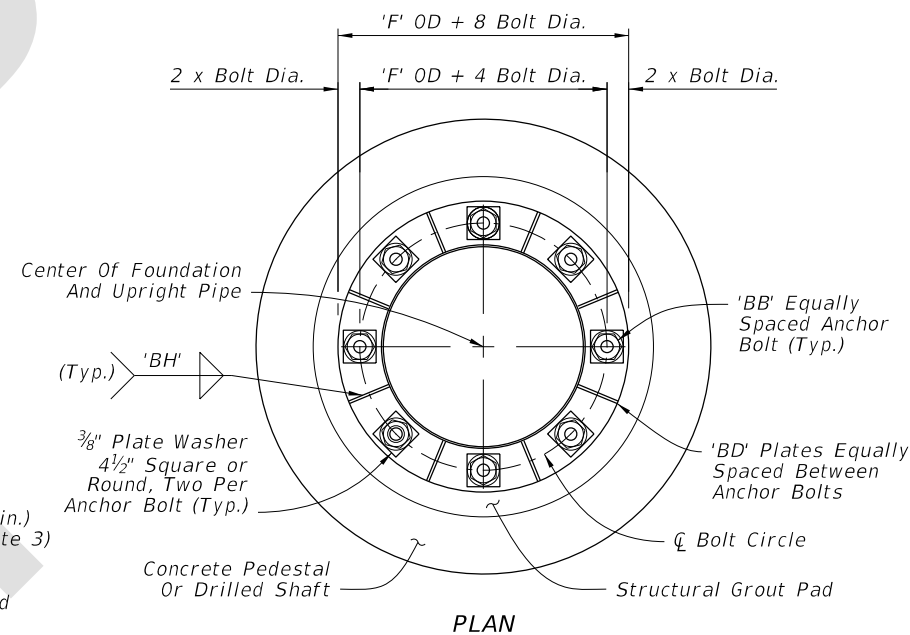 'F' OD + 8 Bolt Dia.
2 x Bolt Dia.
'F' OD + 4 Bolt Dia.
2 x Bolt Dia.
Center Of Foundation
And Upright Pipe
'BB' Equally
Spaced Anchor
Bolt (Typ.)
(Typ.)
'BH'
3/8" Plate Washer
4 1/2" Square or
Round, Two Per
Anchor Bolt (Typ.)
'BD' Plates Equally
Spaced Between
Anchor Bolts
in.)
te 3)
d
℄ Bolt Circle
Concrete Pedestal
Or Drilled Shaft
Structural Grout Pad
PLAN